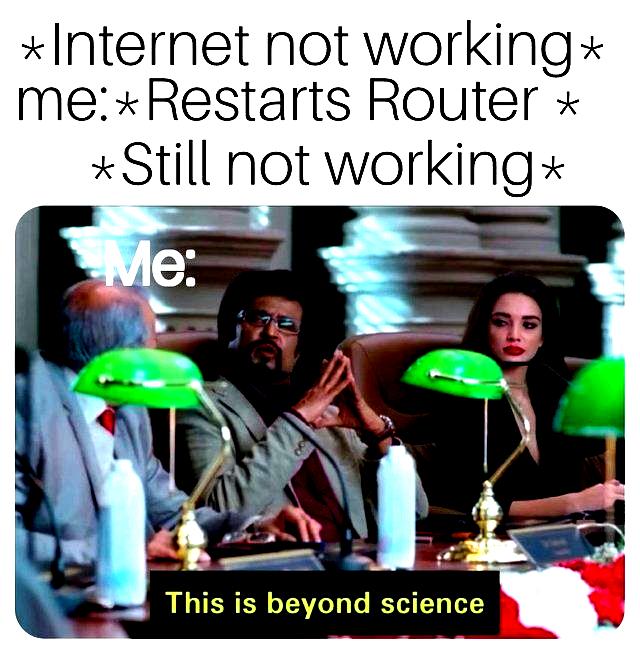 *Internet not working*
me:*Restarts Router *
*Still not working*
Me:
This is beyond science